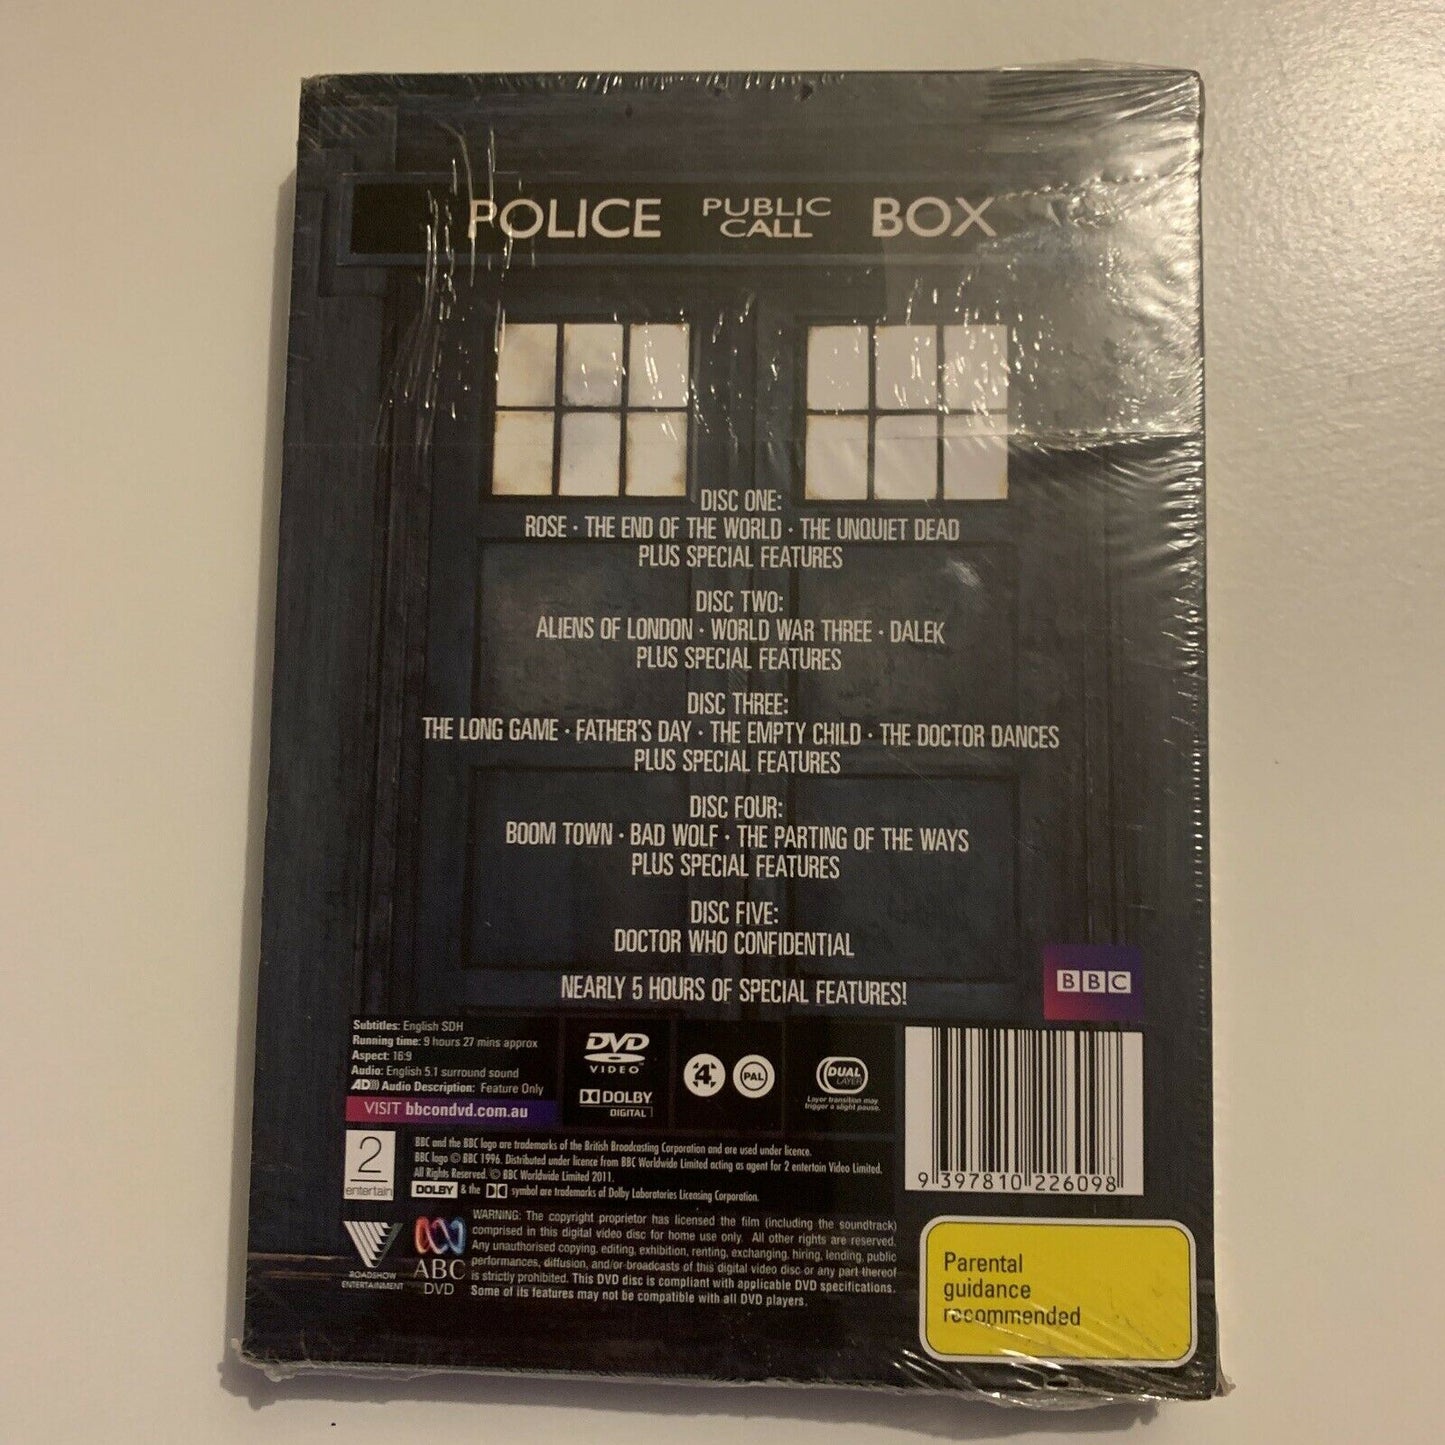 POLICE PUBLIC CALL BOX
DISC ONE:
ROSE · THE END OF THE WORLD · THE UNQUIET DEAD
PLUS SPECIAL FEATURES
DISC TWO:
ALIENS OF LONDON · WORLD WAR THREE · DALEK
PLUS SPECIAL FEATURES
DISC THREE:
THE LONG GAME · FATHER'S DAY · THE EMPTY CHILD · THE DOCTOR DANCES
PLUS SPECIAL FEATURES
DISC FOUR:
BOOM TOWN · BAD WOLF · THE PARTING OF THE WAYS
PLUS SPECIAL FEATURES
DISC FIVE:
DOCTOR WHO CONFIDENTIAL
NEARLY 5 HOURS OF SPECIAL FEATURES!
BBC
Subtitles: English SDH
Running time: 9 hours 27 mins approx
Aspect: 16:9
Audio: English 5.1 surround sound
AD))) Audio Description: Feature Only
VISIT bbcondvd.com.au
DVD
VIDEO™
DOLBY
DIGITAL
4
PAL
DUAL
LAYER
Layer transition may
trigger a slight pause.
9 397810 226098
2
entertain
BBC and the BBC logo are trademarks of the British Broadcasting Corporation and are used under licence.
BBC logo © BBC 1996. Distributed under licence from BBC Worldwide Limited acting as agent for 2 entertain Video Limited.
All Rights Reserved. © BBC Worldwide Limited 2011.
DOLBY & the DD symbol are trademarks of Dolby Laboratories Licensing Corporation.
ROADSHOW
ENTERTAINMENT
ABC
DVD
WARNING: The copyright proprietor has licensed the film (including the soundtrack)
comprised in this digital video disc for home use only. All other rights are reserved.
Any unauthorised copying, editing, exhibition, renting, exchanging, hiring, lending, public
performances, diffusion, and/or broadcasts of this digital video disc or any part thereof
is strictly prohibited. This DVD disc is compliant with applicable DVD specifications.
Some of its features may not be compatible with all DVD players.
Parental
guidance
recommended